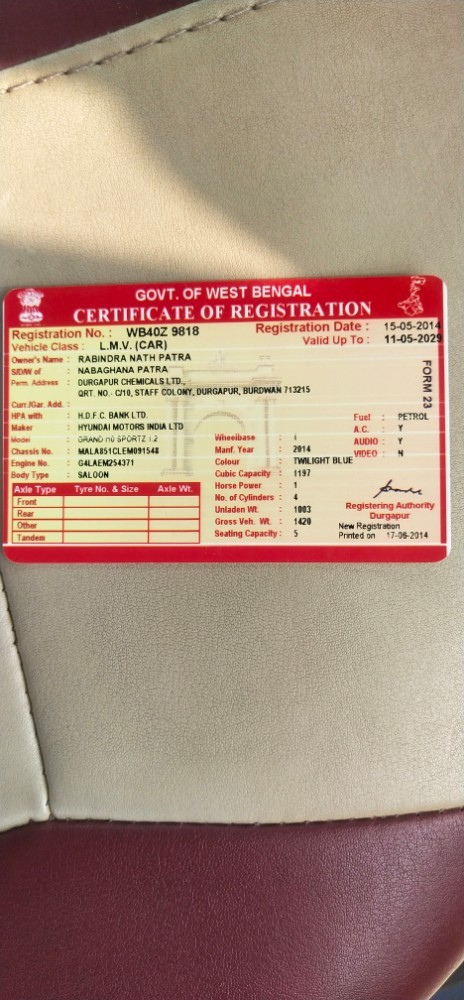 GOVT. OF WEST BENGAL
CERTIFICATE OF REGISTRATION
Registration No. : WB40Z 9818 Registration Date : 15-05-2014
Vehicle Class : L.M.V. (CAR) Valid Up To : 11-05-2029
Owner's Name : RABINDRA NATH PATRA
S/D/W of : NABAGHANA PATRA
Perm. Address : DURGAPUR CHEMICALS LTD.,
QRT. NO.- C/10, STAFF COLONY, DURGAPUR, BURDWAN 713215
FORM 23
Curr./Gar. Add. :
HPA with : H.D.F.C. BANK LTD. Fuel : PETROL
Maker : HYUNDAI MOTORS INDIA LTD A.C. : Y
Model : GRAND I10 SPORTZ 1.2 Wheelbase : AUDIO : Y
Chassis No. : MALA851CLEM091548 Manf. Year : 2014 VIDEO : N
Engine No. : G4LAEM254371 Colour : TWILIGHT BLUE
Body Type : SALOON Cubic Capacity : 1197
Axle Type Tyre No. & Size Axle Wt. Horse Power : 1
Front No. of Cylinders : 4
Rear Unladen Wt. : 1003 Registering Authority
Durgapur
Other Gross Veh. Wt. : 1420 New Registration
Tandem Seating Capacity : 5 Printed on : 17-06-2014